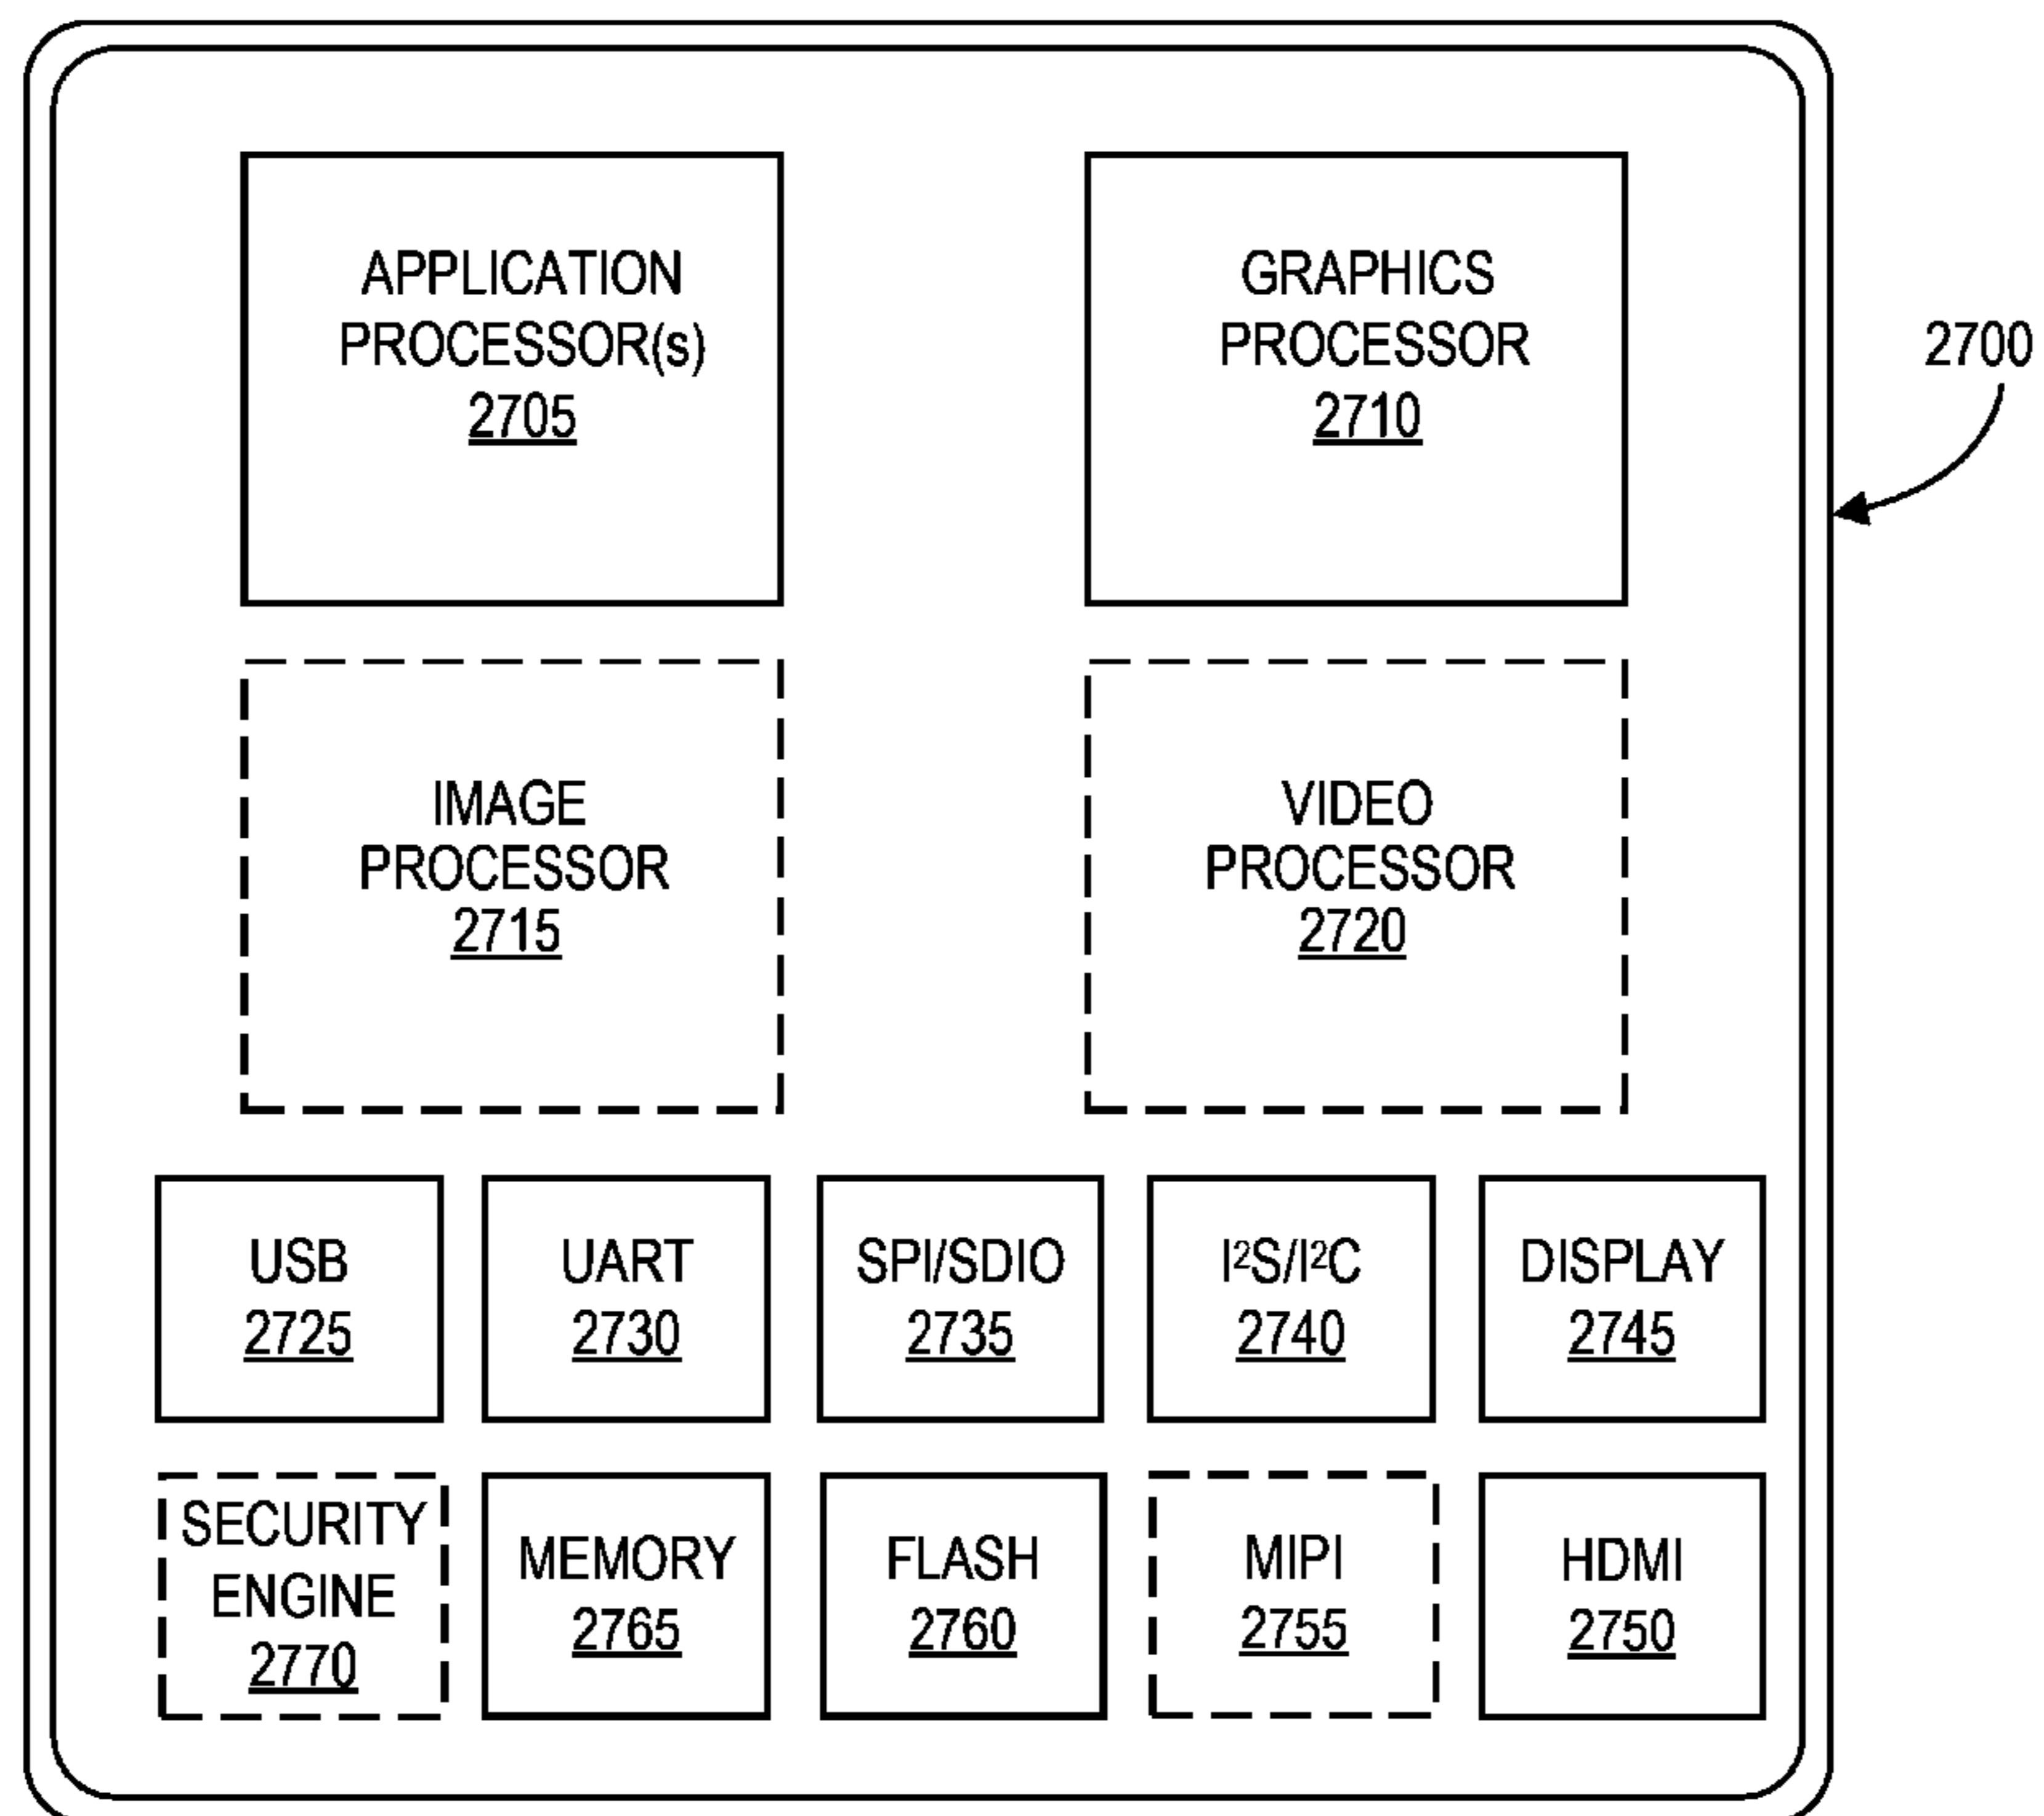 APPLICATION
PROCESSOR(s)
2705
GRAPHICS
PROCESSOR
2710
2700
IMAGE
PROCESSOR
2715
VIDEO
PROCESSOR
2720
USB
2725
UART
2730
SPI/SDIO
2735
I²S/I²C
2740
DISPLAY
2745
SECURITY
ENGINE
2770
MEMORY
2765
FLASH
2760
MIPI
2755
HDMI
2750